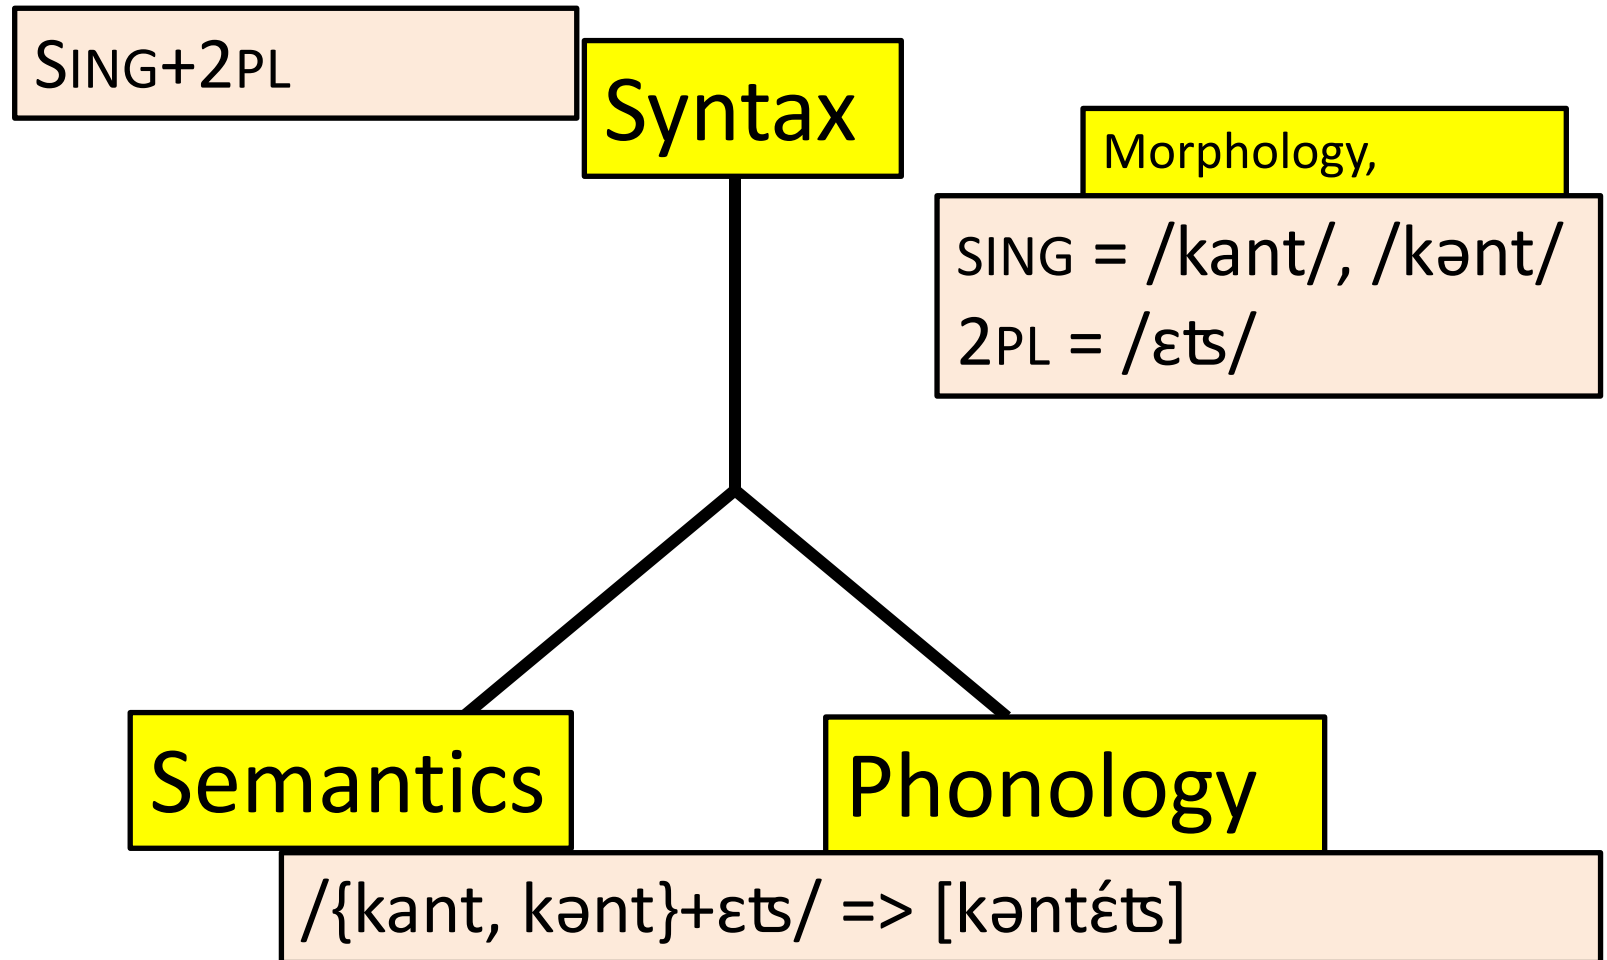 SING+2PL
Syntax
Morphology,
SING = /kant/, /kənt/
2PL = /ɛʦ/
Semantics
Phonology
/{kant, kənt}+ɛʦ/ => [kəntɛ́ʦ]